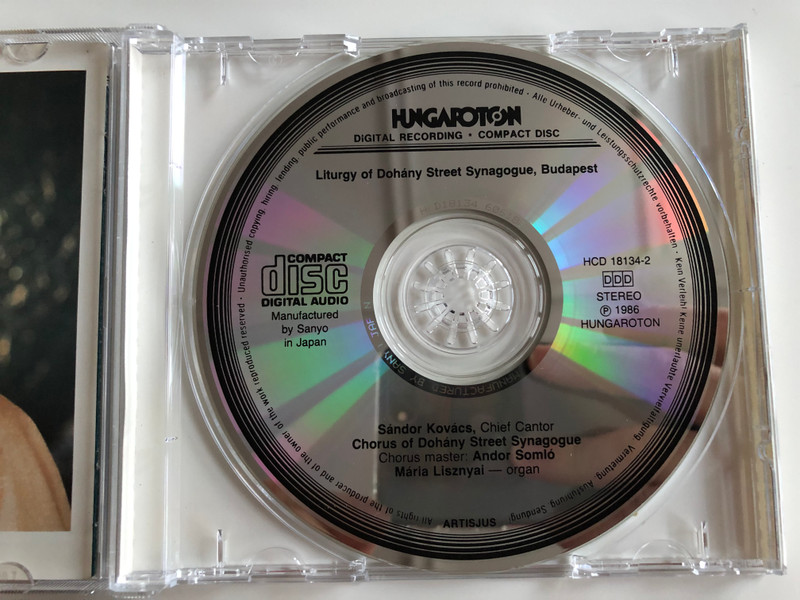 HUNGAROTON
DIGITAL RECORDING • COMPACT DISC
Liturgy of Dohány Street Synagogue, Budapest
COMPACT
disc
DIGITAL AUDIO
Manufactured
by Sanyo
in Japan
HCD 18134-2
DDD
STEREO
Ⓟ 1986
HUNGAROTON
Sándor Kovács, Chief Cantor
Chorus of Dohány Street Synagogue
Chorus master: Andor Somló
Mária Lisznyai — organ
ARTISJUS
All rights of the producer and of the owner of the work reproduced reserved · Unauthorised copying, hiring, lending, public performance and broadcasting of this record prohibited · Alle Urheber- und Leistungsschutzrechte vorbehalten · Kein Verleih! Keine unerlaubte Vervielfältigung, Vermietung, Aufführung, Sendung!